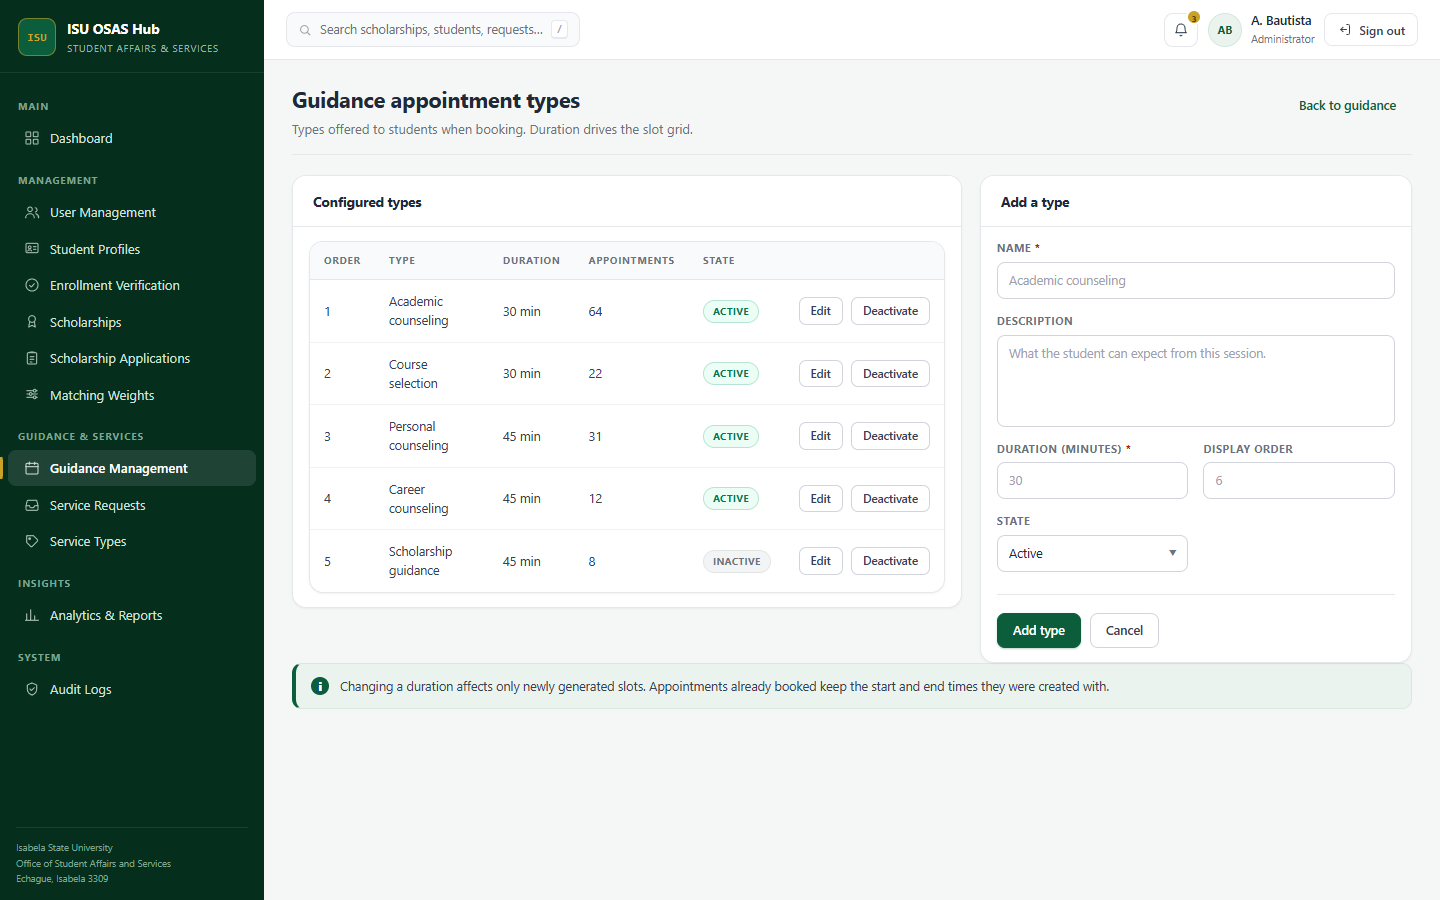 ISU
ISU OSAS Hub
STUDENT AFFAIRS & SERVICES
MAIN
Dashboard
MANAGEMENT
User Management
Student Profiles
Enrollment Verification
Scholarships
Scholarship Applications
Matching Weights
GUIDANCE & SERVICES
Guidance Management
Service Requests
Service Types
INSIGHTS
Analytics & Reports
SYSTEM
Audit Logs
Isabela State University
Office of Student Affairs and Services
Echague, Isabela 3309
Search scholarships, students, requests... /
3
AB
A. Bautista
Administrator
Sign out
Guidance appointment types
Types offered to students when booking. Duration drives the slot grid.
Back to guidance
Configured types
ORDER TYPE DURATION APPOINTMENTS STATE
1 Academic counseling 30 min 64 ACTIVE Edit Deactivate
2 Course selection 30 min 22 ACTIVE Edit Deactivate
3 Personal counseling 45 min 31 ACTIVE Edit Deactivate
4 Career counseling 45 min 12 ACTIVE Edit Deactivate
5 Scholarship guidance 45 min 8 INACTIVE Edit Deactivate
Add a type
NAME *
Academic counseling
DESCRIPTION
What the student can expect from this session.
DURATION (MINUTES) * DISPLAY ORDER
30 6
STATE
Active
Add type Cancel
Changing a duration affects only newly generated slots. Appointments already booked keep the start and end times they were created with.